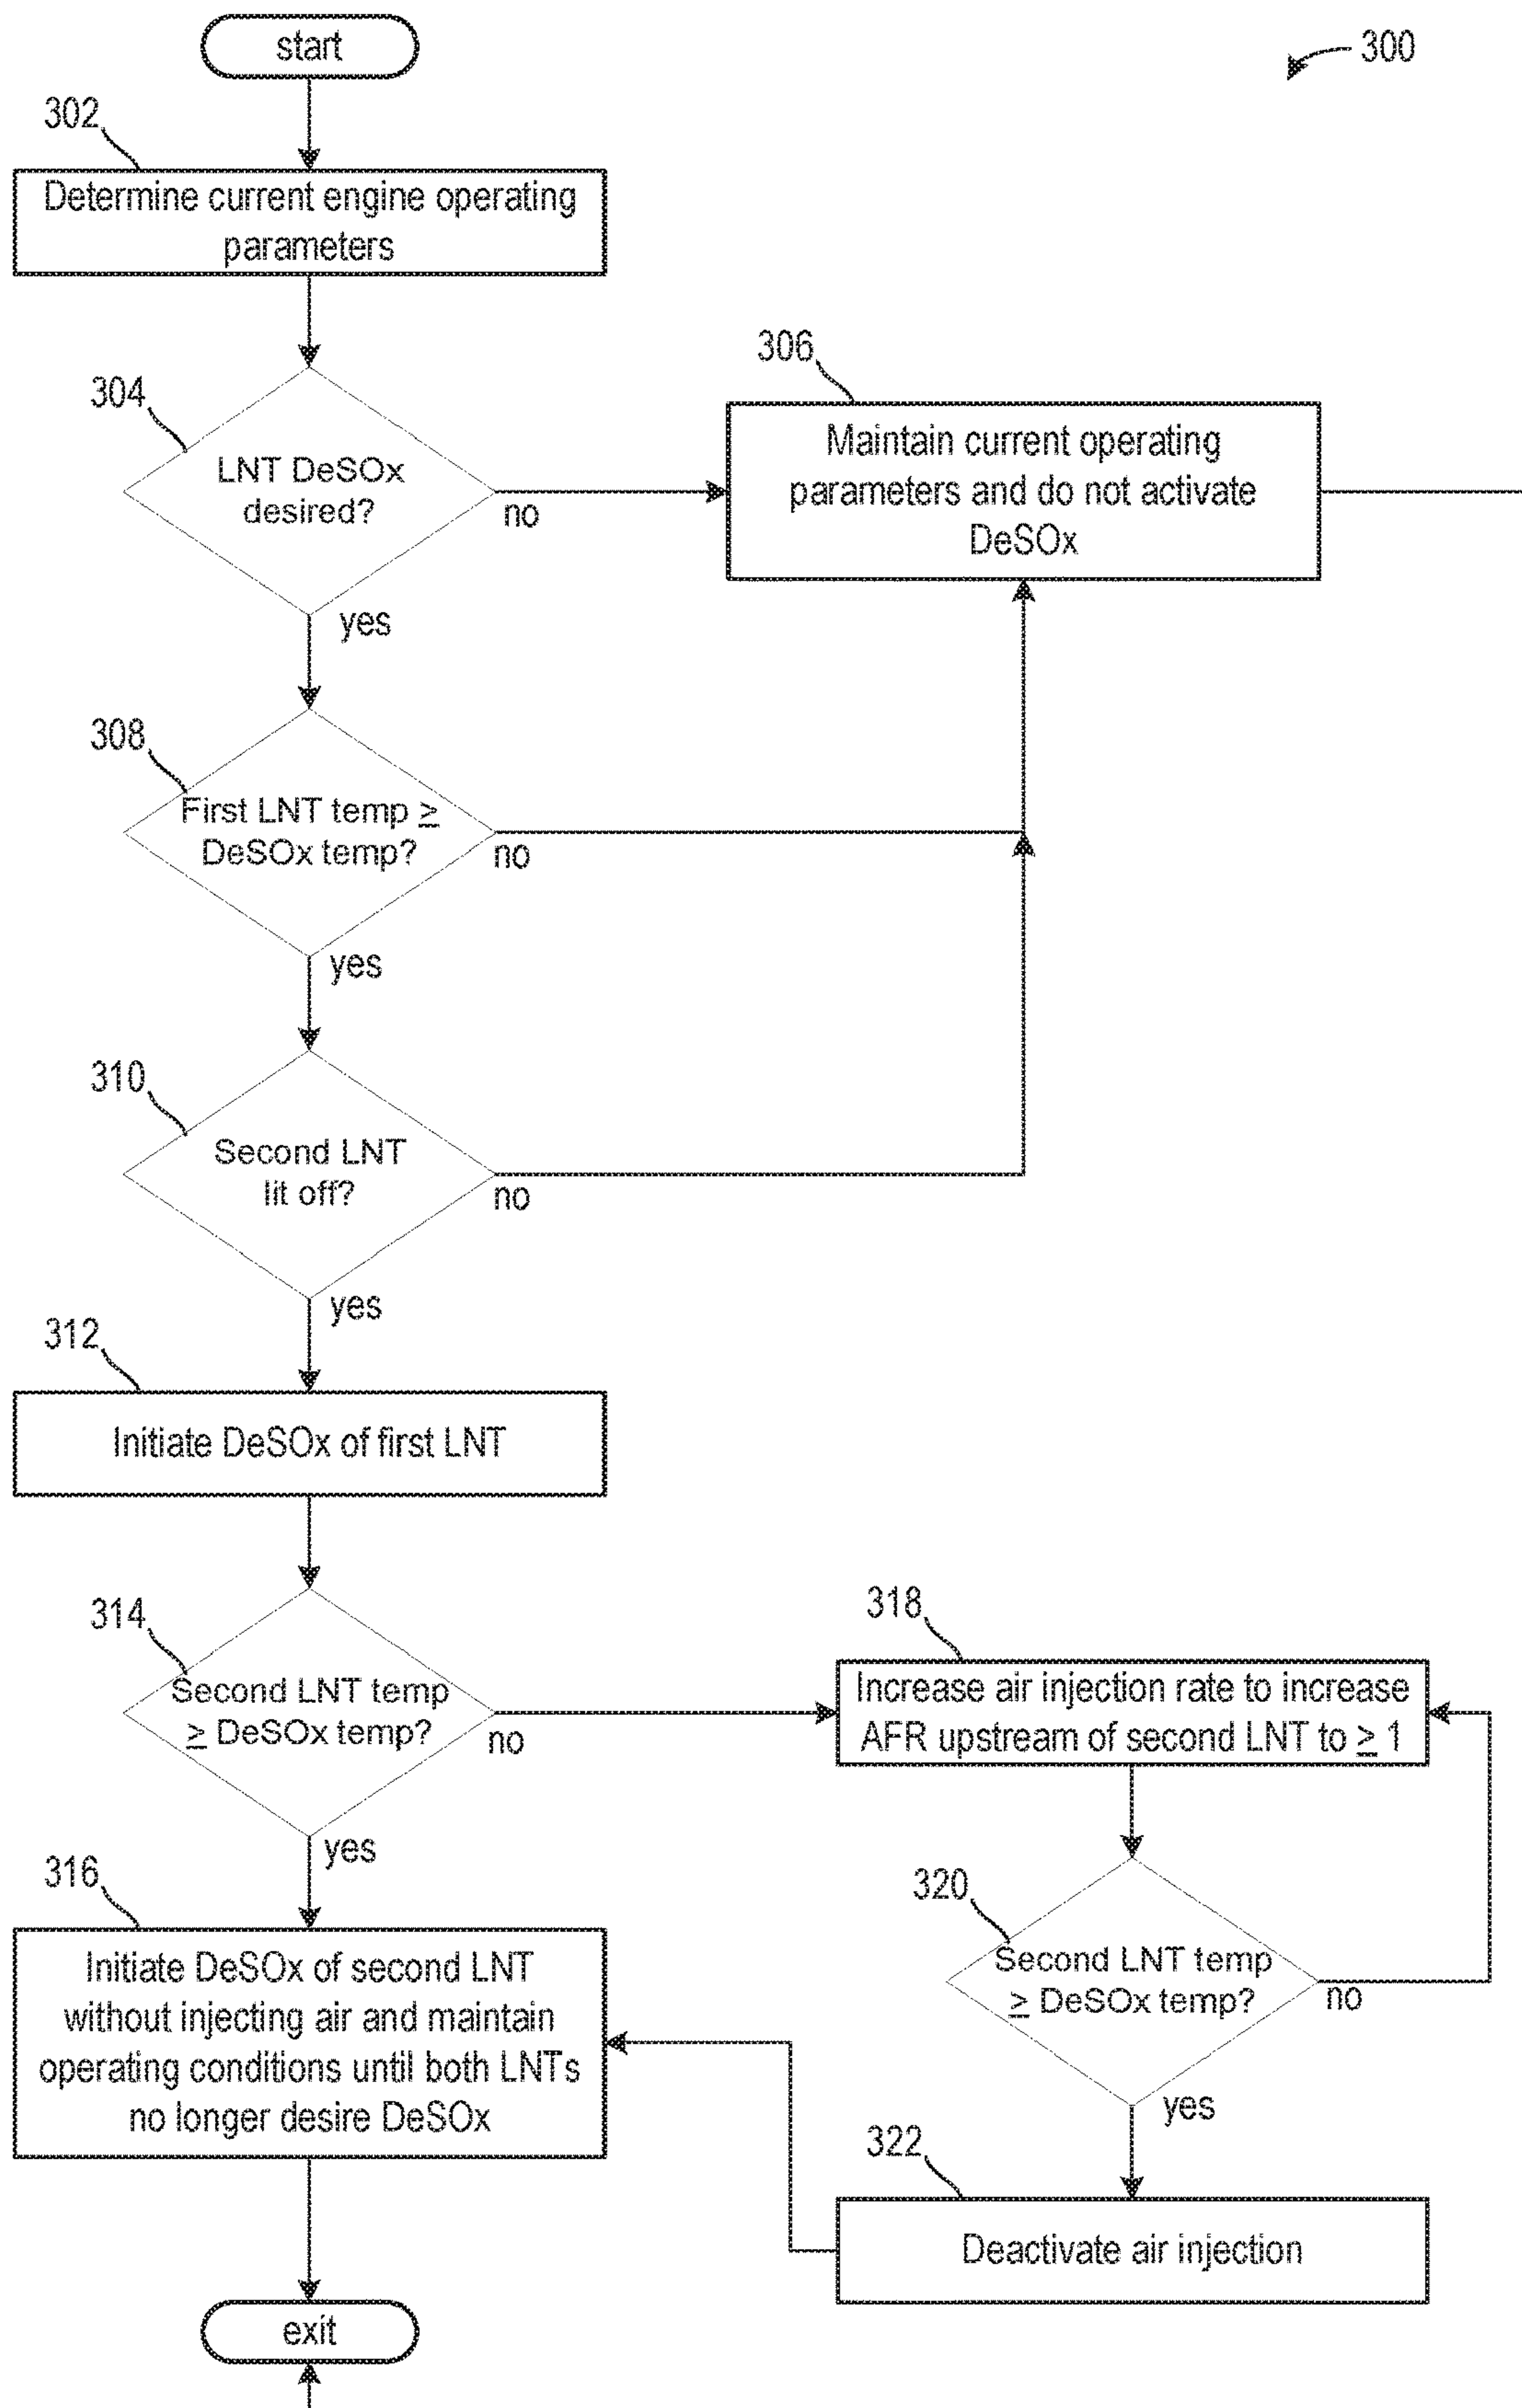 start
300
302
Determine current engine operating
parameters
304
LNT DeSOx
desired?
no
yes
306
Maintain current operating
parameters and do not activate
DeSOx
308
First LNT temp ≥
DeSOx temp?
no
yes
310
Second LNT
lit off?
no
yes
312
Initiate DeSOx of first LNT
314
Second LNT temp
≥ DeSOx temp?
no
yes
318
Increase air injection rate to increase
AFR upstream of second LNT to ≥ 1
316
Initiate DeSOx of second LNT
without injecting air and maintain
operating conditions until both LNTs
no longer desire DeSOx
320
Second LNT temp
≥ DeSOx temp?
no
yes
322
Deactivate air injection
exit